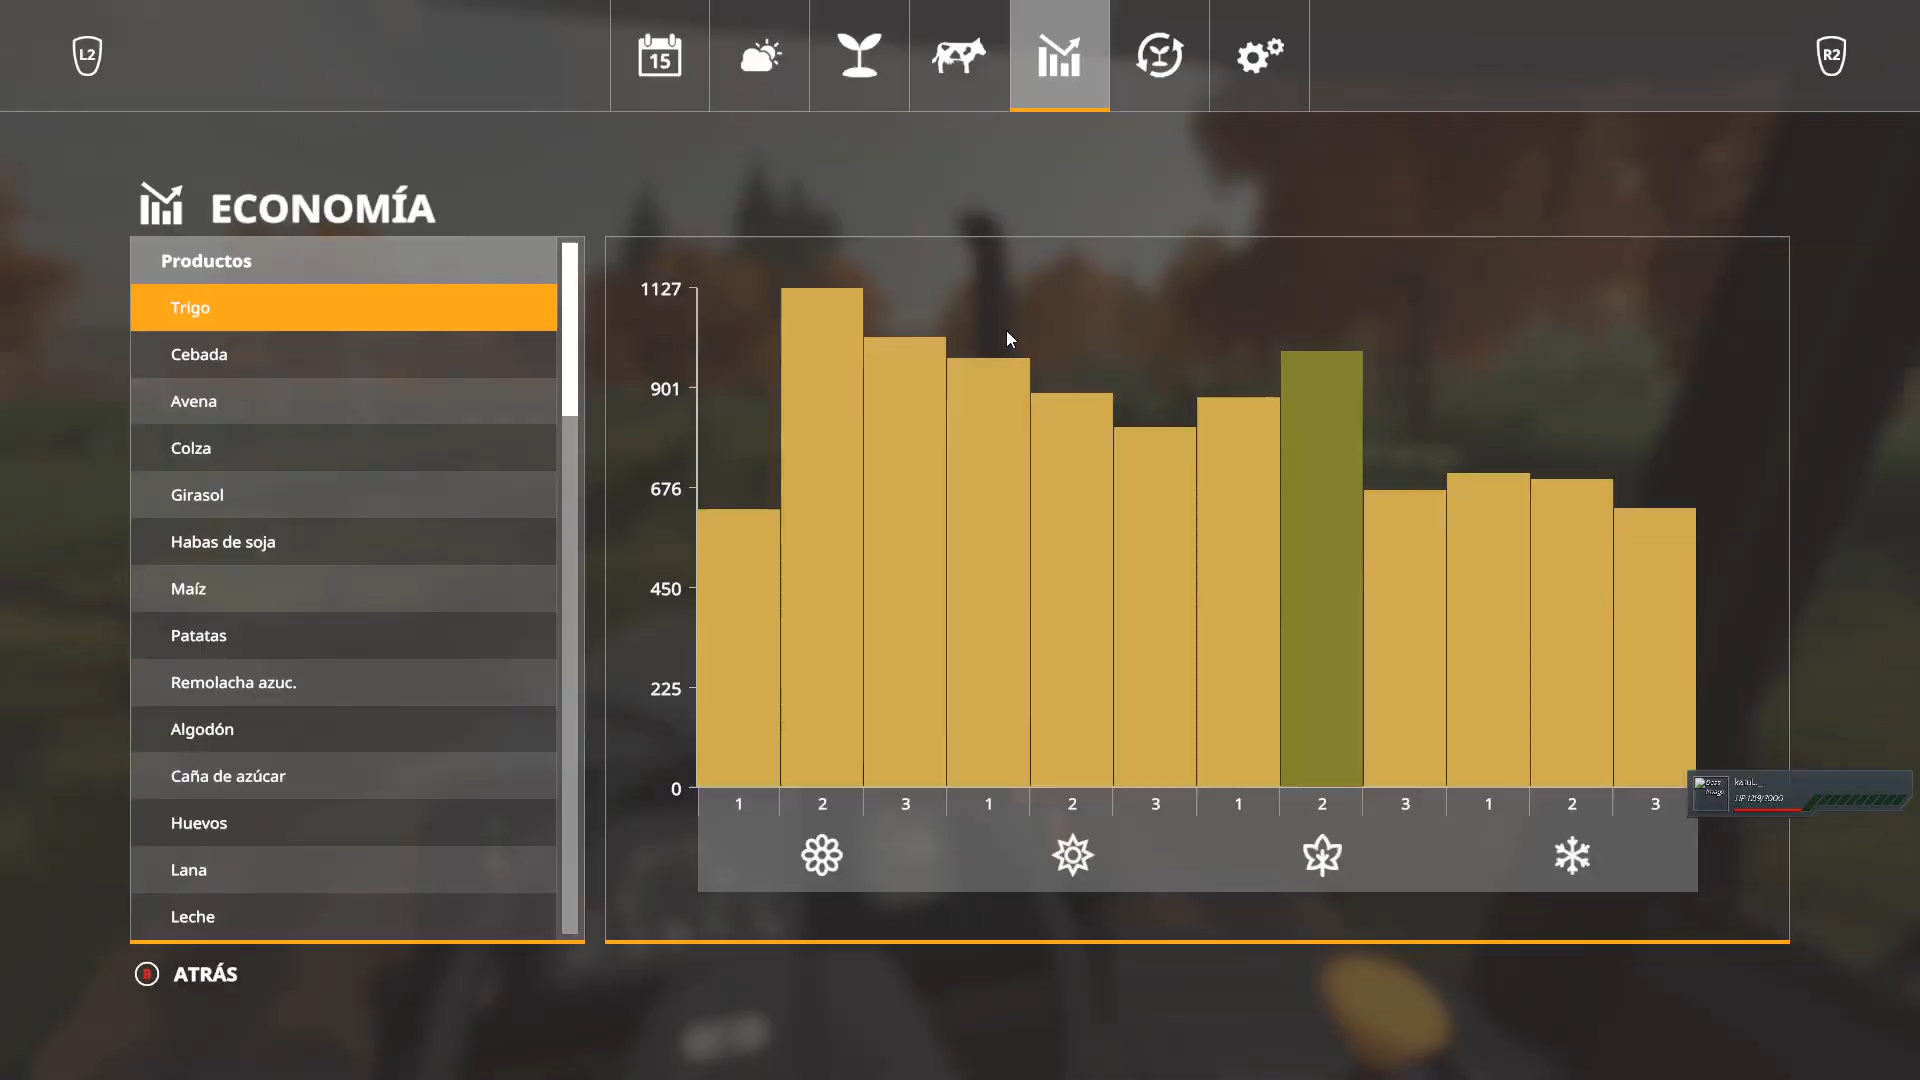 L2
15
R2
ECONOMÍA
Productos
Trigo
Cebada
Avena
Colza
Girasol
Habas de soja
Maíz
Patatas
Remolacha azuc.
Algodón
Caña de azúcar
Huevos
Lana
Leche
1127
901
676
450
225
0
1 2 3 1 2 3 1 2 3 1 2 3
B ATRÁS